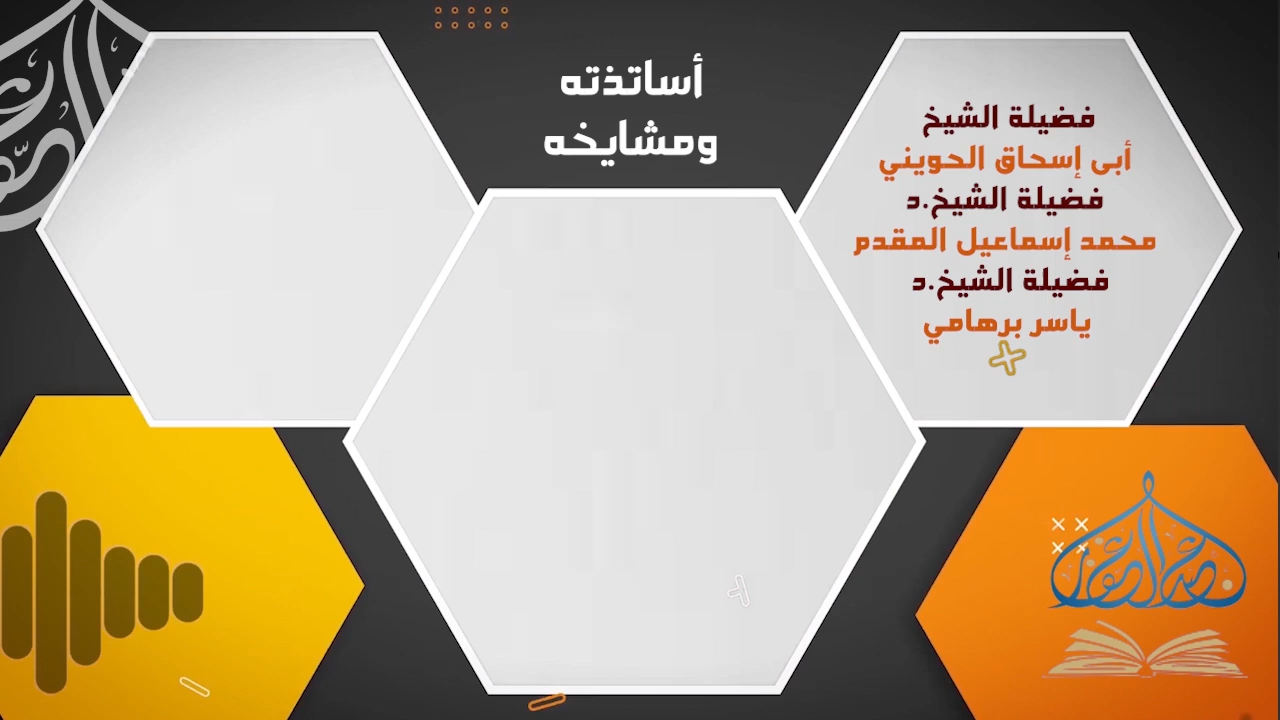 أساتذته
ومشايخه
فضيلة الشيخ
أبى إسحاق الحويني
فضيلة الشيخ.د
محمد إسماعيل المقدم
فضيلة الشيخ.د
ياسر برهامي